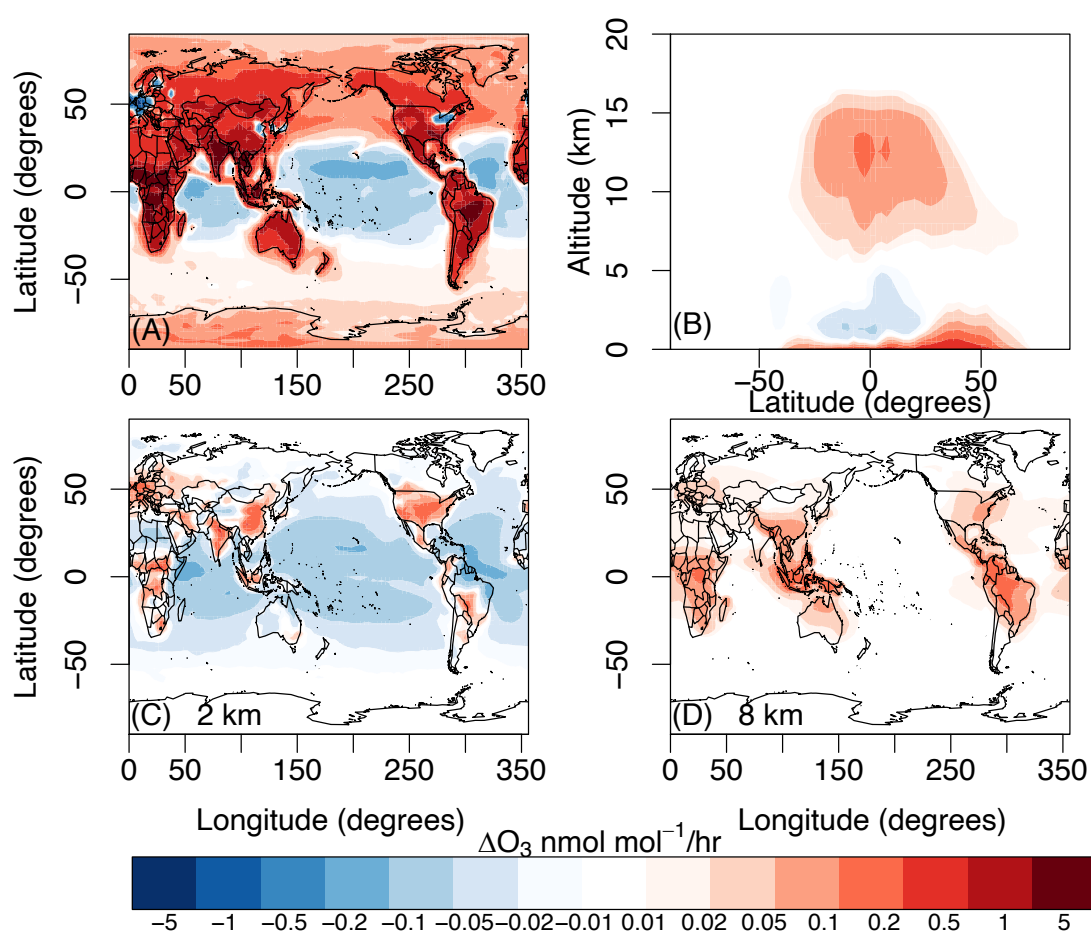 Latitude (degrees)
50
0
−50
(A)
0 50 150 250 350
Altitude (km)
20
15
10
5
0
(B)
−50 0 50
Latitude (degrees)
Latitude (degrees)
50
0
−50
(C) 2 km
0 50 150 250 350
Longitude (degrees)
50
0
−50
(D) 8 km
0 50 150 250 350
Longitude (degrees)
ΔO₃ nmol mol⁻¹/hr
−5 −1 −0.5 −0.2 −0.1 −0.05 −0.02 −0.01 0.01 0.02 0.05 0.1 0.2 0.5 1 5